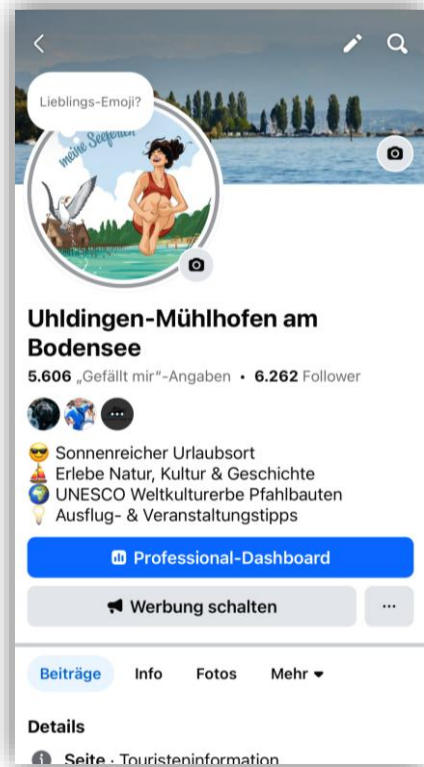 Lieblings-Emoji?
meine Seeferien
Uhldingen-Mühlhofen am
Bodensee
5.606 „Gefällt mir“-Angaben • 6.262 Follower
Sonnenreicher Urlaubsort
Erlebe Natur, Kultur & Geschichte
UNESCO Weltkulturerbe Pfahlbauten
Ausflug- & Veranstaltungstipps
Professional-Dashboard
Werbung schalten
Beiträge Info Fotos Mehr
Details
Seite · Touristeninformation